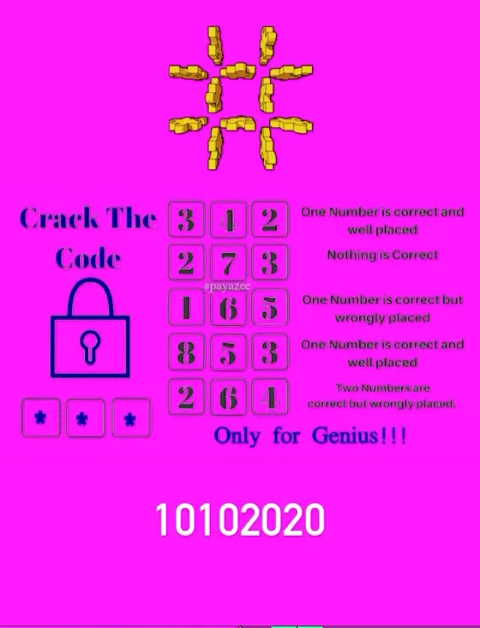 Crack The
Code
3 4 2
One Number is correct and
well placed
2 7 3
Nothing is Correct
#payazee
1 6 5
One Number is correct but
wrongly placed
8 5 3
One Number is correct and
well placed
2 6 4
Two Numbers are
correct but wrongly placed.
* * *
Only for Genius!!!
10102020